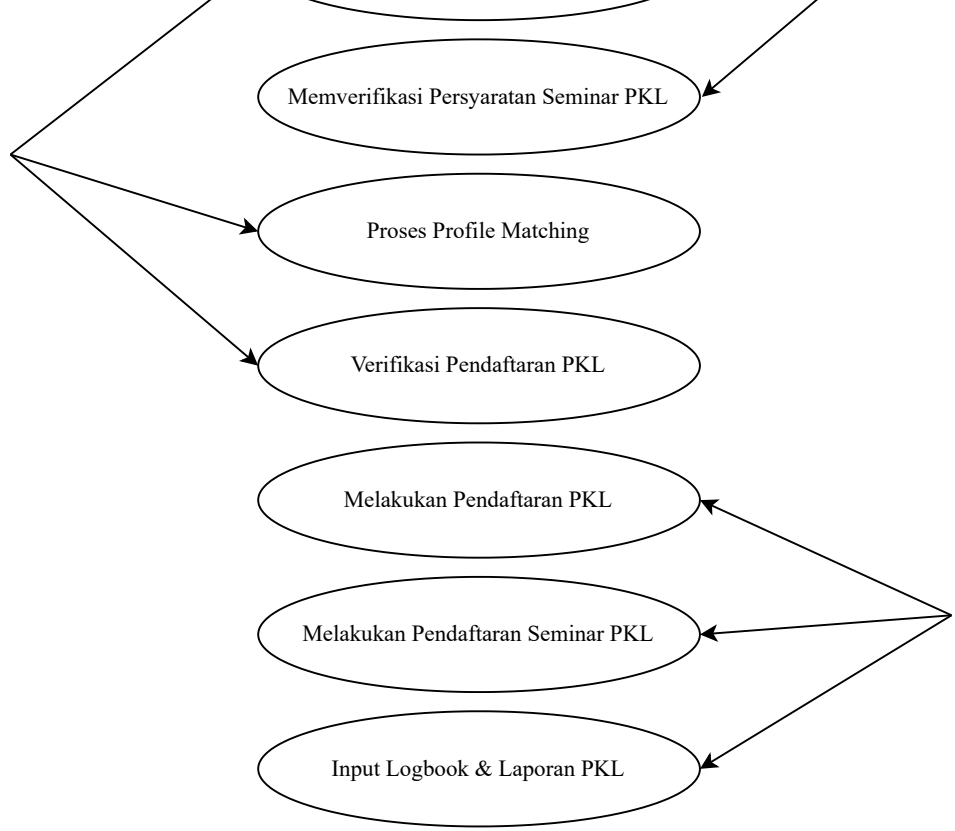 Memverifikasi Persyaratan Seminar PKL
Proses Profile Matching
Verifikasi Pendaftaran PKL
Melakukan Pendaftaran PKL
Melakukan Pendaftaran Seminar PKL
Input Logbook & Laporan PKL